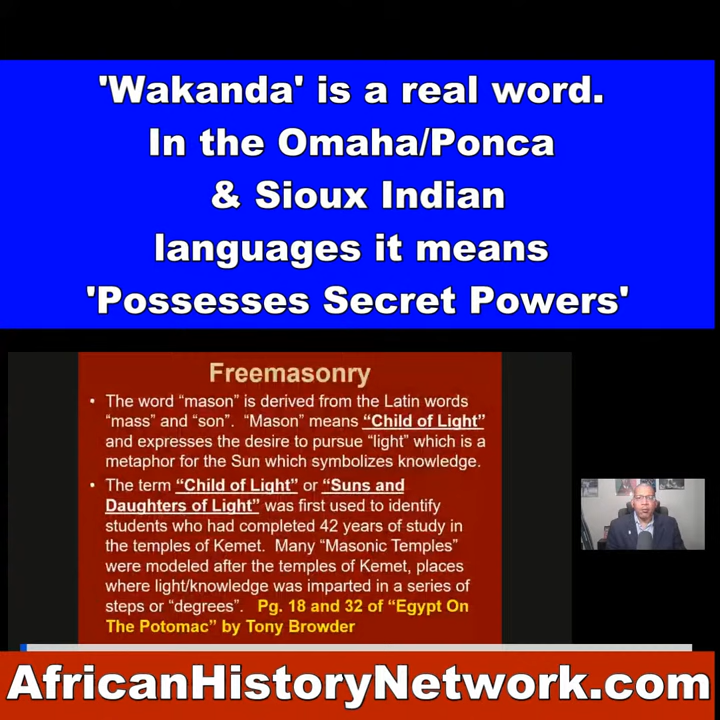 'Wakanda' is a real word.
In the Omaha/Ponca
& Sioux Indian
languages it means
'Possesses Secret Powers'
Freemasonry
• The word “mason” is derived from the Latin words
“mass” and “son”.  “Mason” means “Child of Light”
and expresses the desire to pursue “light” which is a
metaphor for the Sun which symbolizes knowledge.
• The term “Child of Light” or “Suns and
Daughters of Light” was first used to identify
students who had completed 42 years of study in
the temples of Kemet.  Many “Masonic Temples”
were modeled after the temples of Kemet, places
where light/knowledge was imparted in a series of
steps or “degrees”.   Pg. 18 and 32 of “Egypt On
The Potomac” by Tony Browder
AfricanHistoryNetwork.com